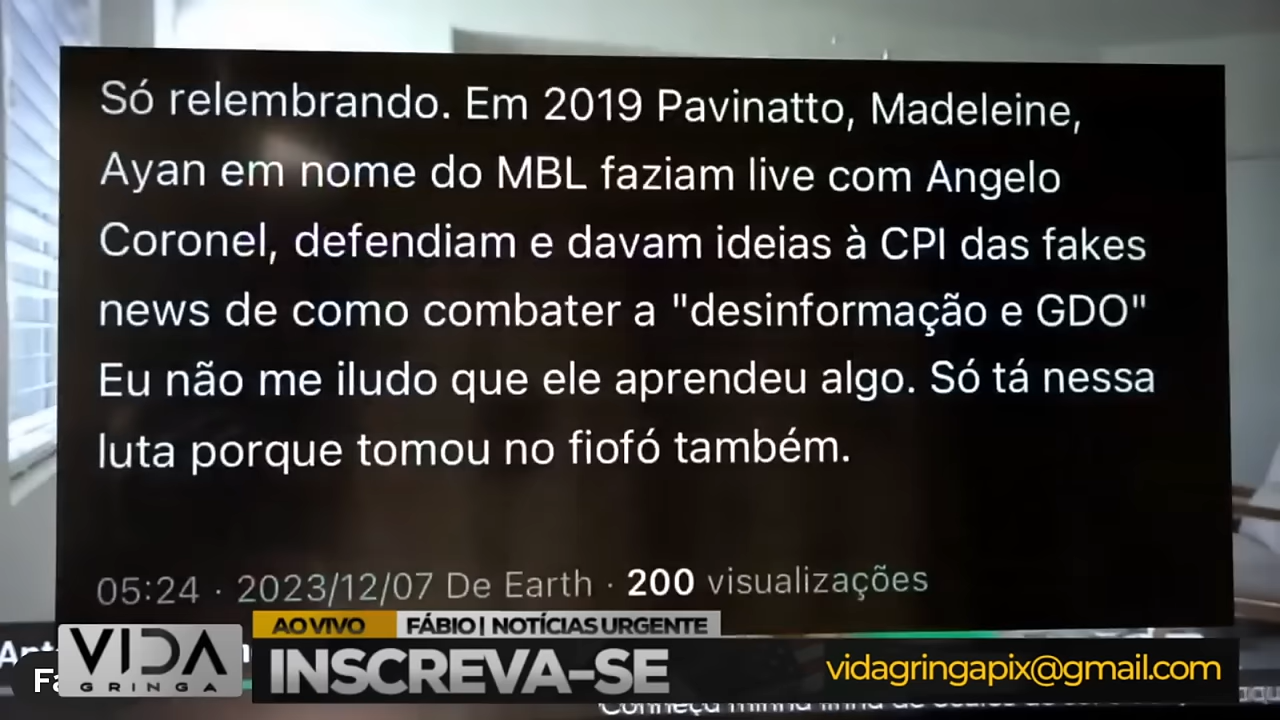 Só relembrando. Em 2019 Pavinatto, Madeleine,
Ayan em nome do MBL faziam live com Angelo
Coronel, defendiam e davam ideias à CPI das fakes
news de como combater a "desinformação e GDO"
Eu não me iludo que ele aprendeu algo. Só tá nessa
luta porque tomou no fiofó também.
05:24 · 2023/12/07 De Earth · 200 visualizações
AO VIVO FÁBIO | NOTÍCIAS URGENTE
VIDA
GRINGA
INSCREVA-SE
vidagringapix@gmail.com